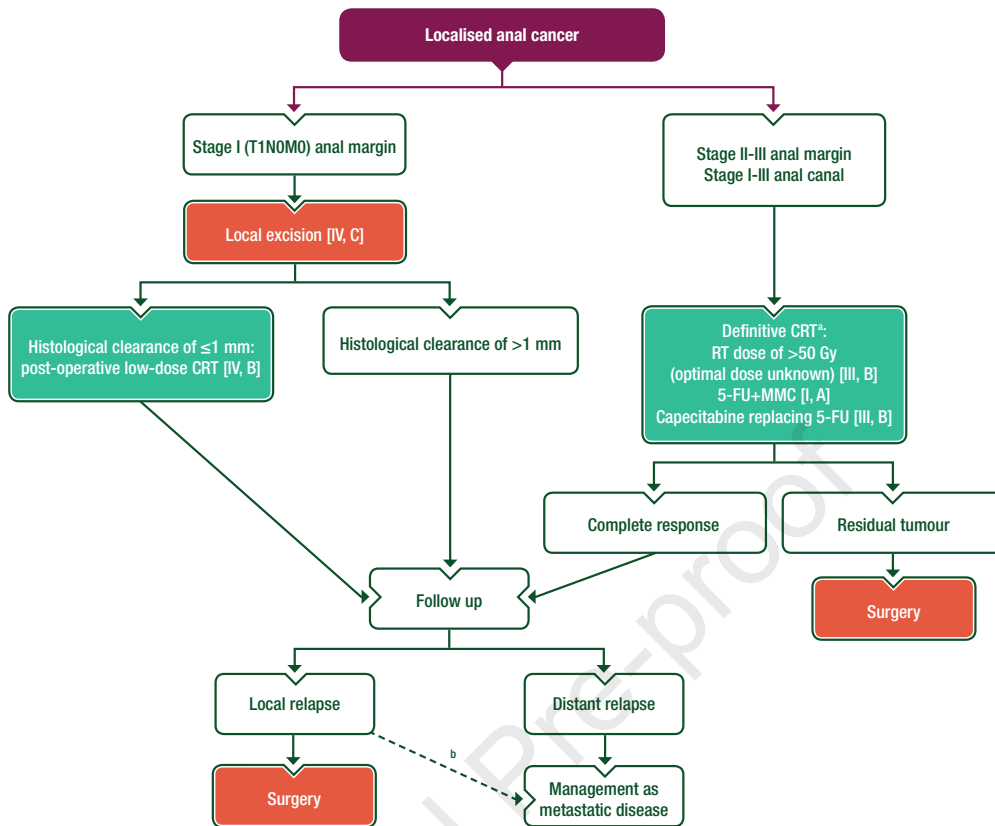 Localised anal cancer
Stage I (T1N0M0) anal margin
Stage II-III anal margin
Stage I-III anal canal
Local excision [IV, C]
Histological clearance of ≤1 mm:
post-operative low-dose CRT [IV, B]
Histological clearance of >1 mm
Definitive CRTª:
RT dose of >50 Gy
(optimal dose unknown) [III, B]
5-FU+MMC [I, A]
Capecitabine replacing 5-FU [III, B]
Complete response
Residual tumour
Follow up
Surgery
Local relapse
Distant relapse
b
Surgery
Management as
metastatic disease
Pre-proof